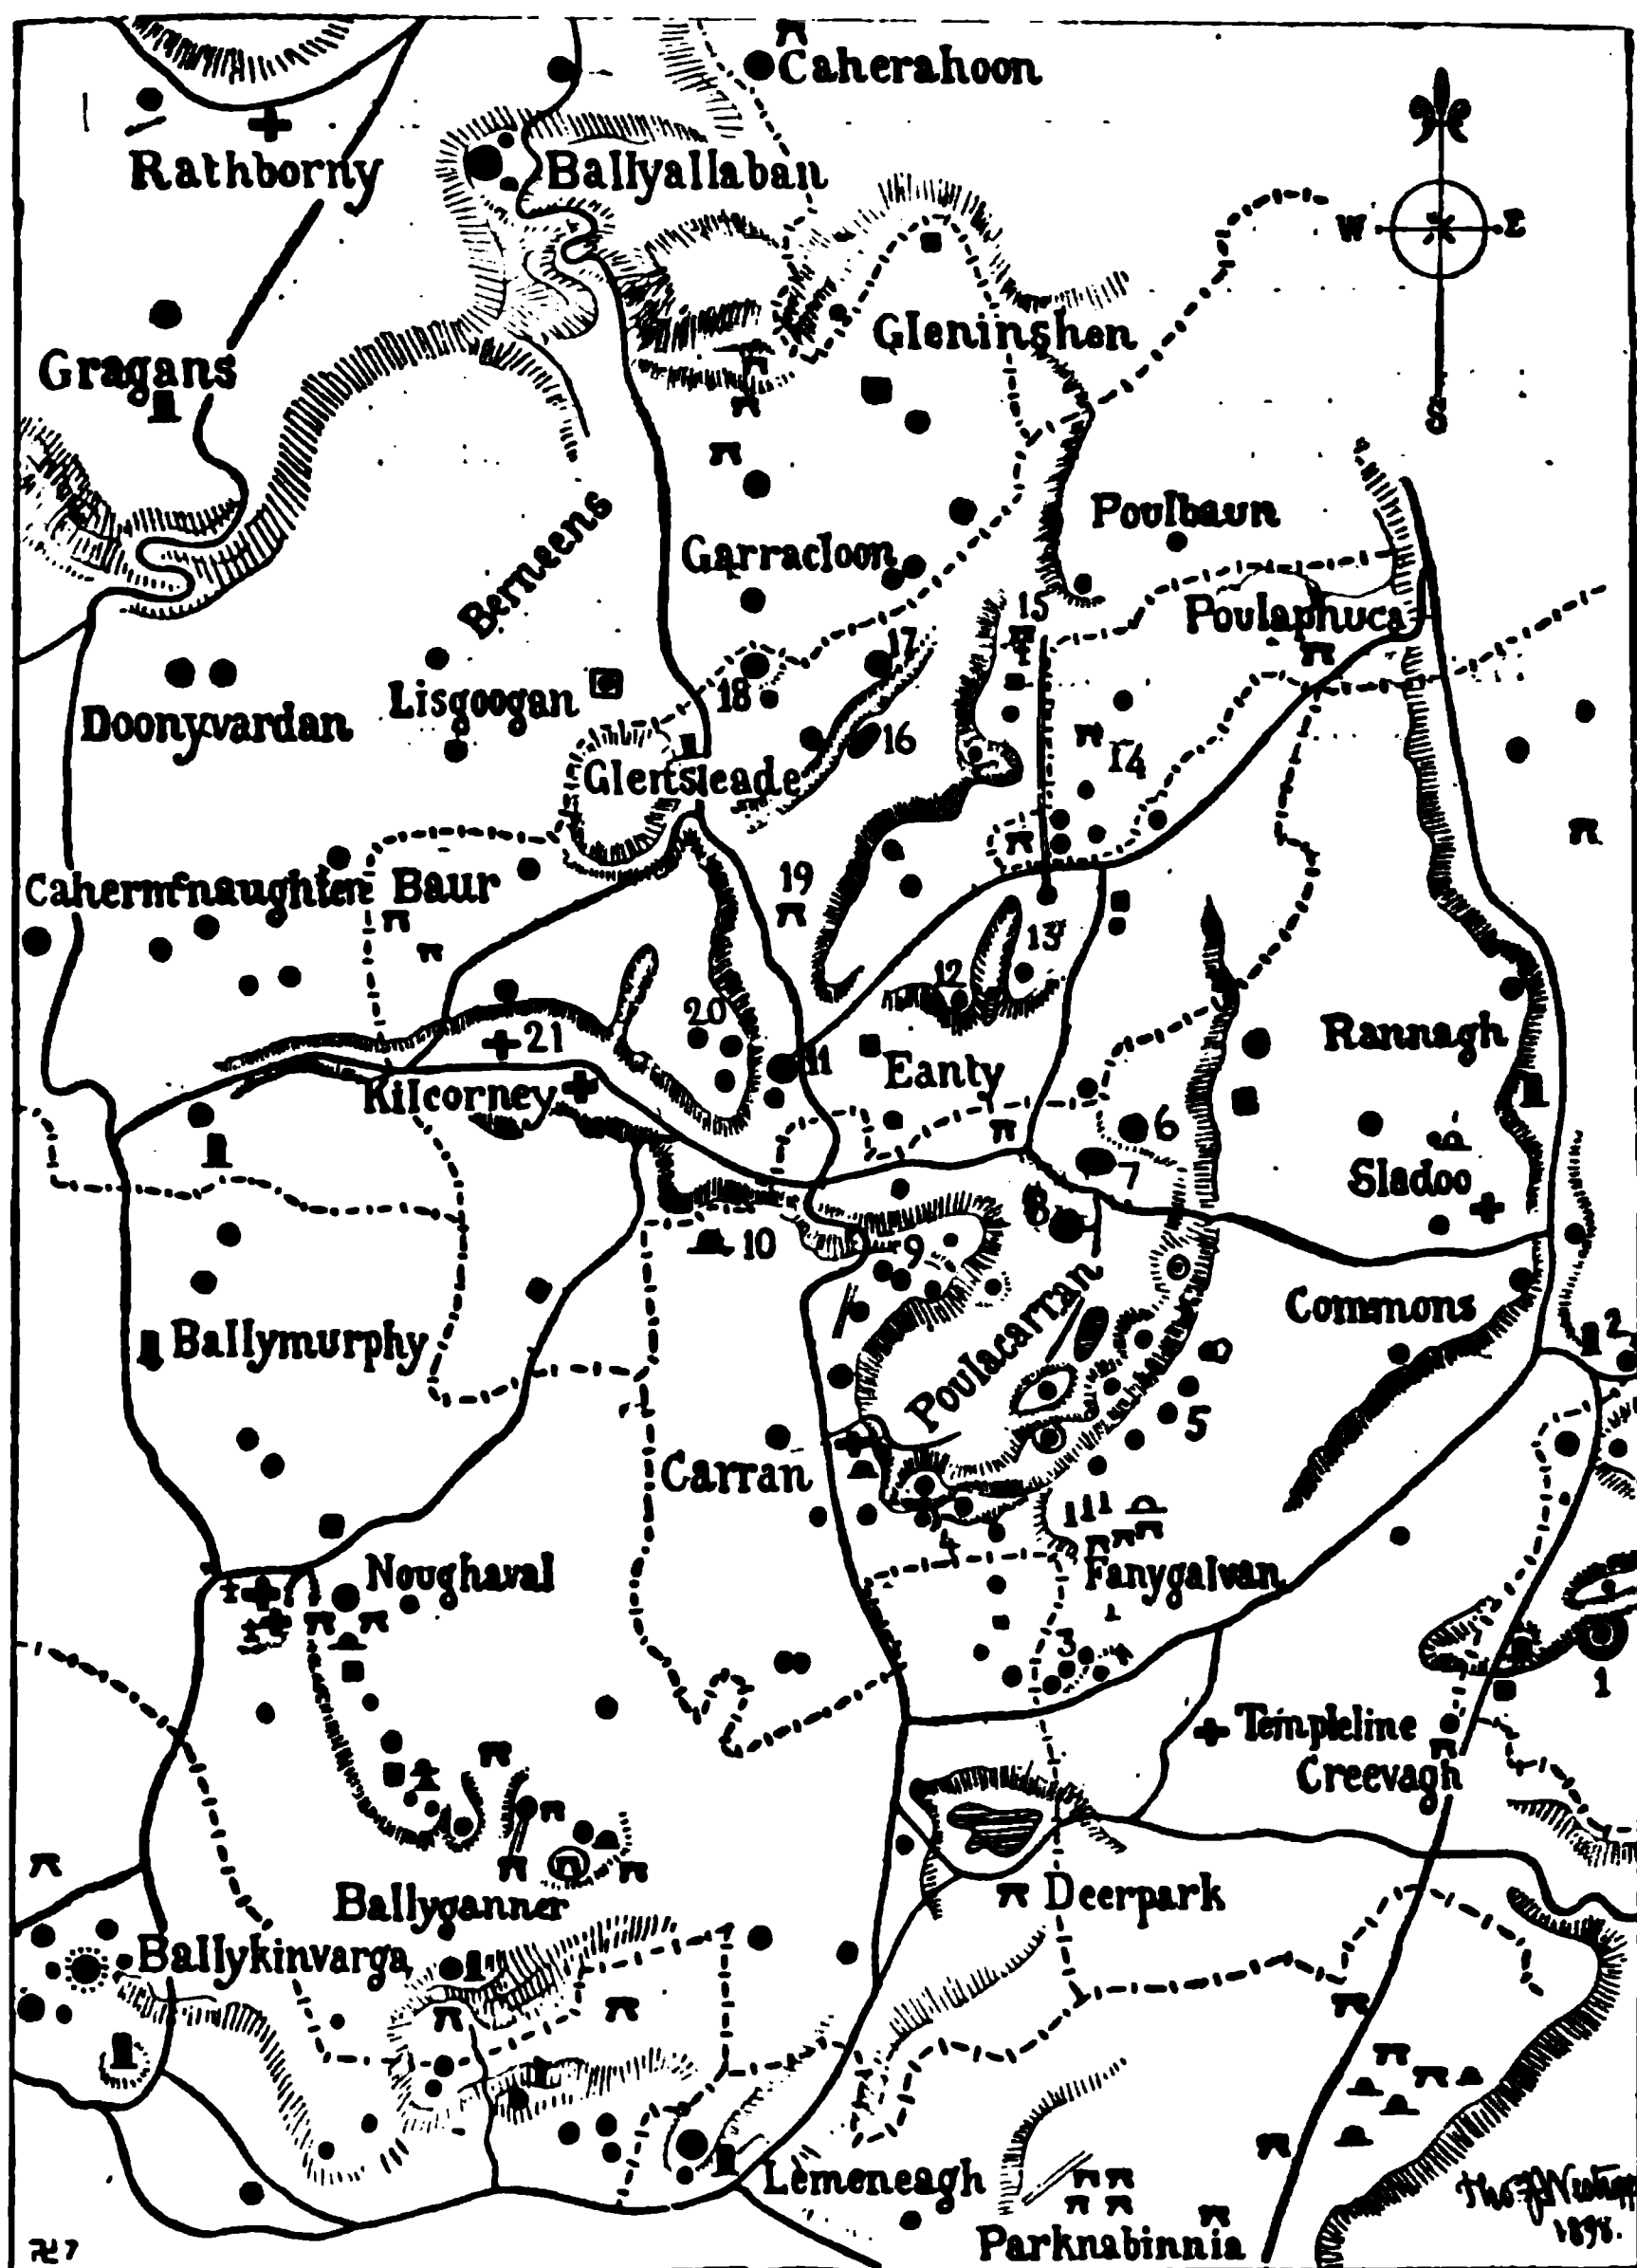 Caherahoon
Rathborny
Ballyallaban
W E
S
Gleninshen
Gragans
Berneens
Poulbaun
Garracloon
15
Poulaphuca
17
18
Lisgoogan
Doonyvardan
16
14
Glensleade
19
Cahermcnaughten
Baur
13
12
20
21
11
Rannagh
Eanty
Kilcorney
6
7
Sladoo
8
10
9
Commons
Ballymurphy
2
Poulacarran
5
Carran
4
Noughaval
Fanygalvan
3
1
Templeline
Creevagh
Deerpark
Ballyganner
Ballykinvarga
Lemeneagh
Parknabinnia
1898.